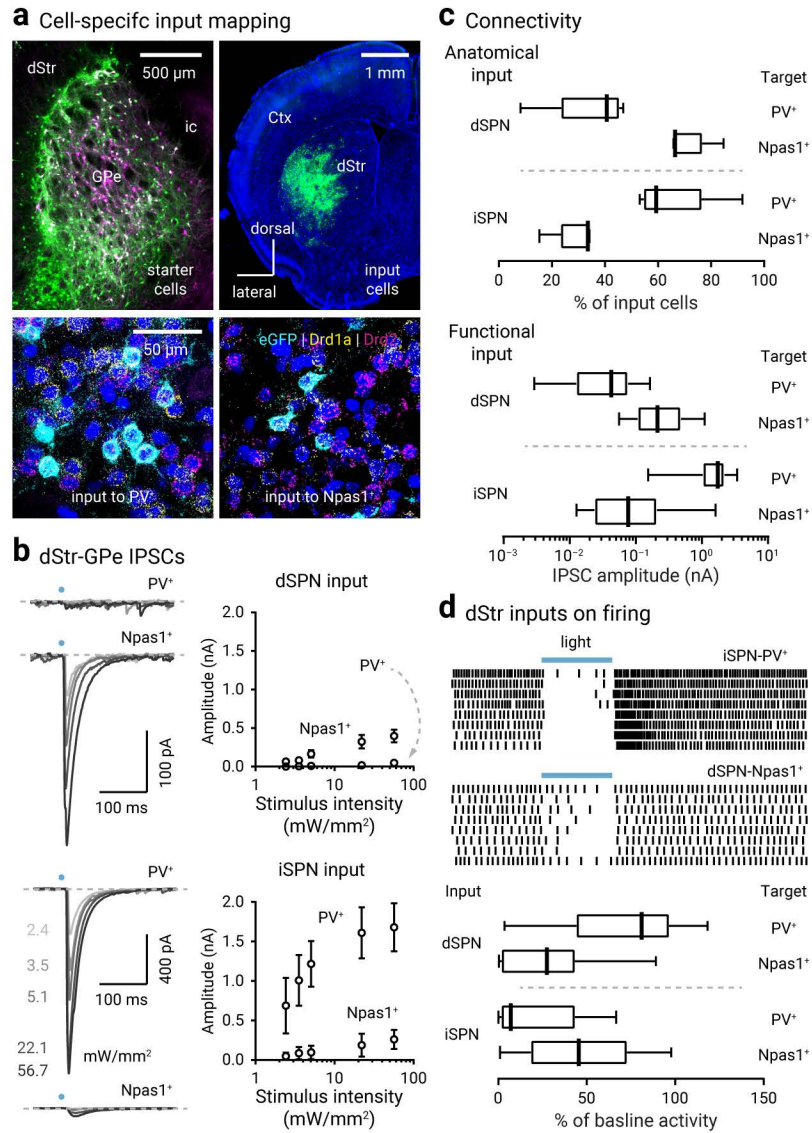 a Cell-specifc input mapping
dStr
500 μm
ic
GPe
starter
cells
1 mm
Ctx
dStr
dorsal
lateral
input
cells
50 μm
input to PV⁺
eGFP | Drd1a | Drd2
input to Npas1⁺
b dStr-GPe IPSCs
PV⁺
Npas1⁺
100 pA
100 ms
dSPN input
Amplitude (nA)
2.0
1.5
1.0
0.5
0.0
PV⁺
Npas1⁺
1 10 100
Stimulus intensity
(mW/mm²)
PV⁺
2.4
3.5
5.1
22.1
56.7
mW/mm²
400 pA
100 ms
Npas1⁺
iSPN input
Amplitude (nA)
2.0
1.5
1.0
0.5
0.0
PV⁺
Npas1⁺
1 10 100
Stimulus intensity
(mW/mm²)
c Connectivity
Anatomical
input
Target
dSPN
PV⁺
Npas1⁺
iSPN
PV⁺
Npas1⁺
0 20 40 60 80 100
% of input cells
Functional
input
Target
dSPN
PV⁺
Npas1⁺
iSPN
PV⁺
Npas1⁺
10⁻³ 10⁻² 10⁻¹ 10⁰ 10¹
IPSC amplitude (nA)
d dStr inputs on firing
light
iSPN-PV⁺
dSPN-Npas1⁺
Input
Target
dSPN
PV⁺
Npas1⁺
iSPN
PV⁺
Npas1⁺
0 50 100 150
% of basline activity